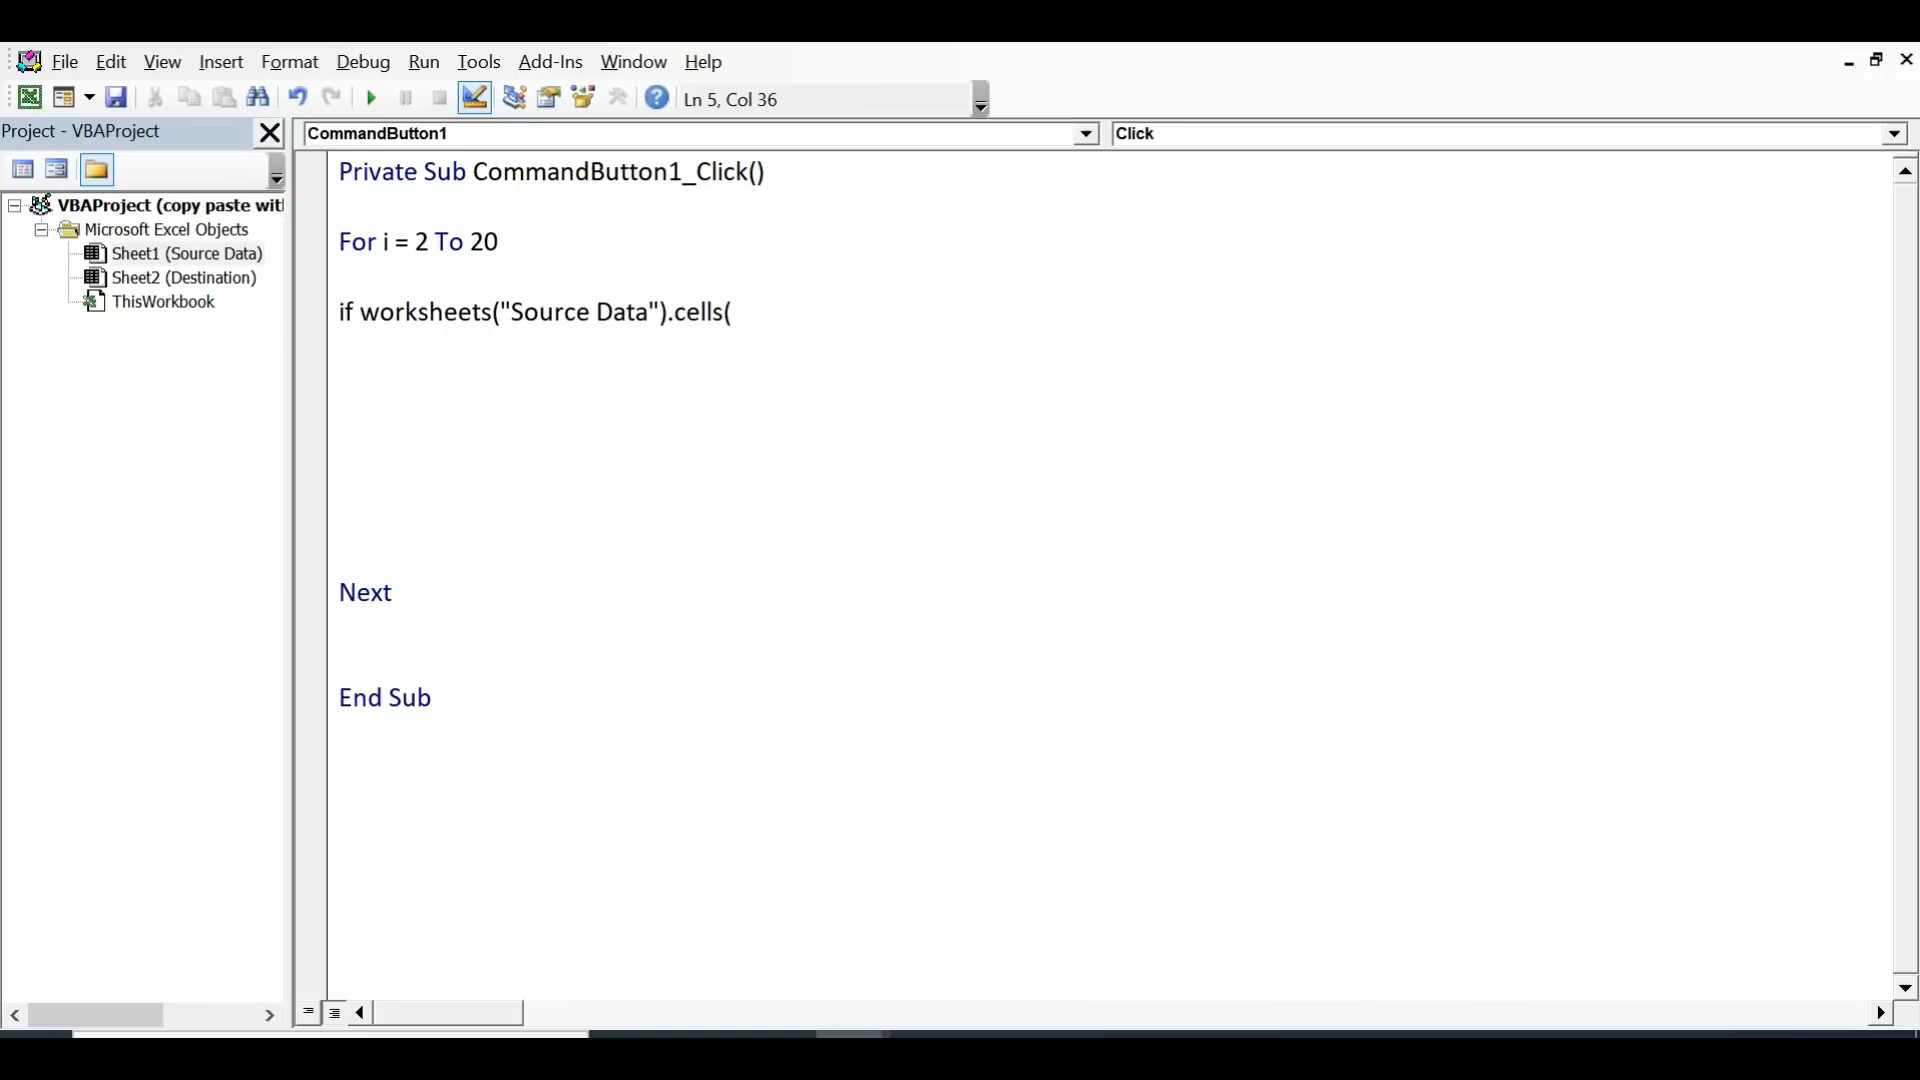 File Edit View Insert Format Debug Run Tools Add-Ins Window Help
Ln 5, Col 36
Project - VBAProject
CommandButton1
Click
VBAProject (copy paste wit
Microsoft Excel Objects
Sheet1 (Source Data)
Sheet2 (Destination)
ThisWorkbook
Private Sub CommandButton1_Click()
For i = 2 To 20
if worksheets("Source Data").cells(
Next
End Sub